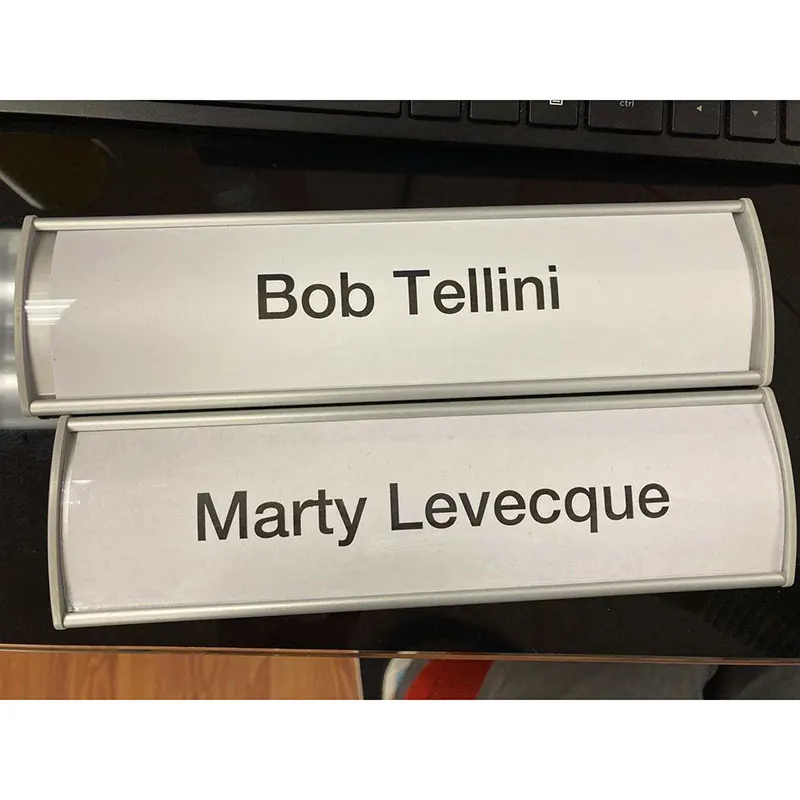 ctrl
Bob Tellini
Marty Levecque